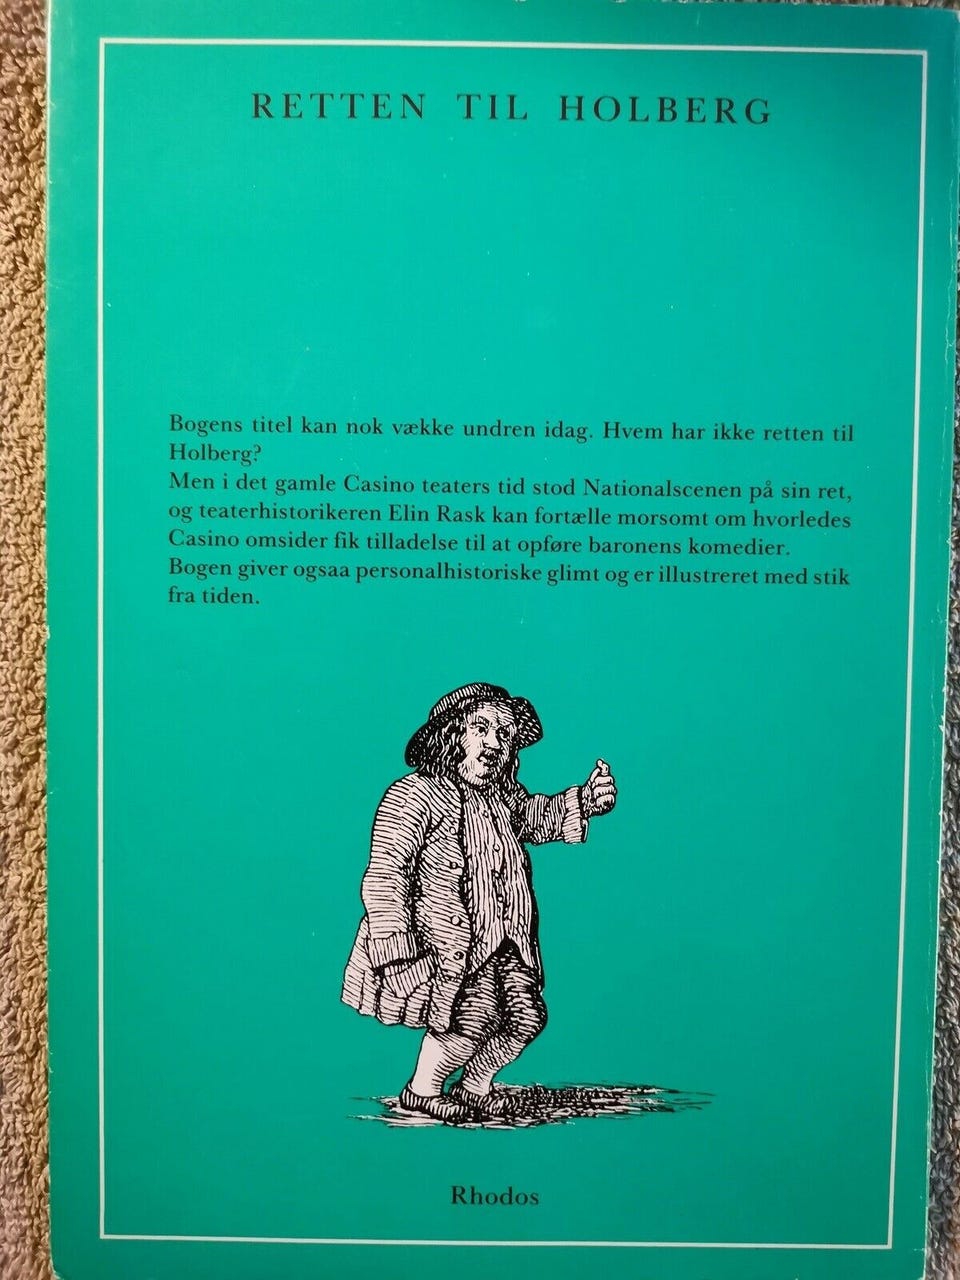 RETTEN TIL HOLBERG
Bogens titel kan nok vække undren idag. Hvem har ikke retten til
Holberg?
Men i det gamle Casino teaters tid stod Nationalscenen på sin ret,
og teaterhistorikeren Elin Rask kan fortælle morsomt om hvorledes
Casino omsider fik tilladelse til at opføre baronens komedier.
Bogen giver ogsaa personalhistoriske glimt og er illustreret med stik
fra tiden.
Rhodos